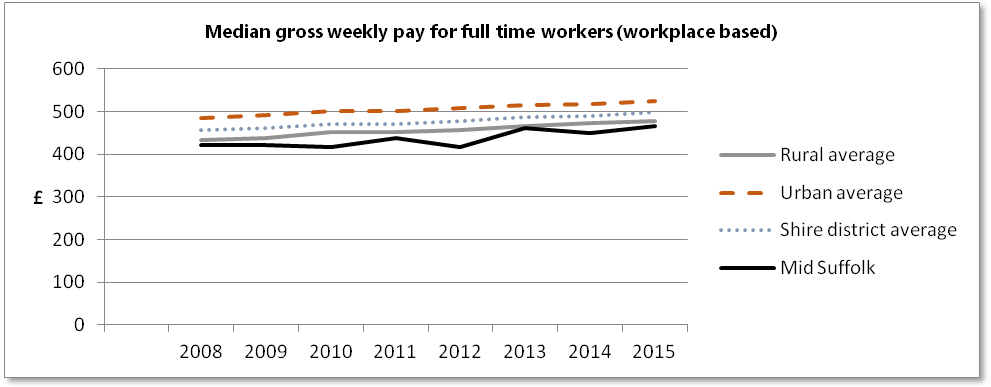 Median gross weekly pay for full time workers (workplace based)
600
500
400
300
200
100
0
£
2008 2009 2010 2011 2012 2013 2014 2015
Rural average
Urban average
Shire district average
Mid Suffolk